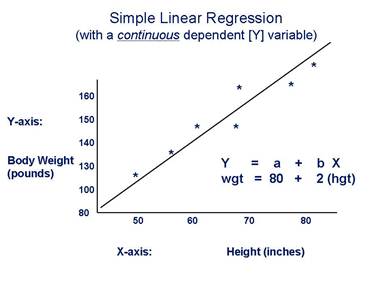 Simple Linear Regression
(with a continuous dependent [Y] variable)
160
Y-axis:
150
140
Body Weight
(pounds)
130
100
80
Y = a + b X
wgt = 80 + 2 (hgt)
50 60 70 80
X-axis: Height (inches)